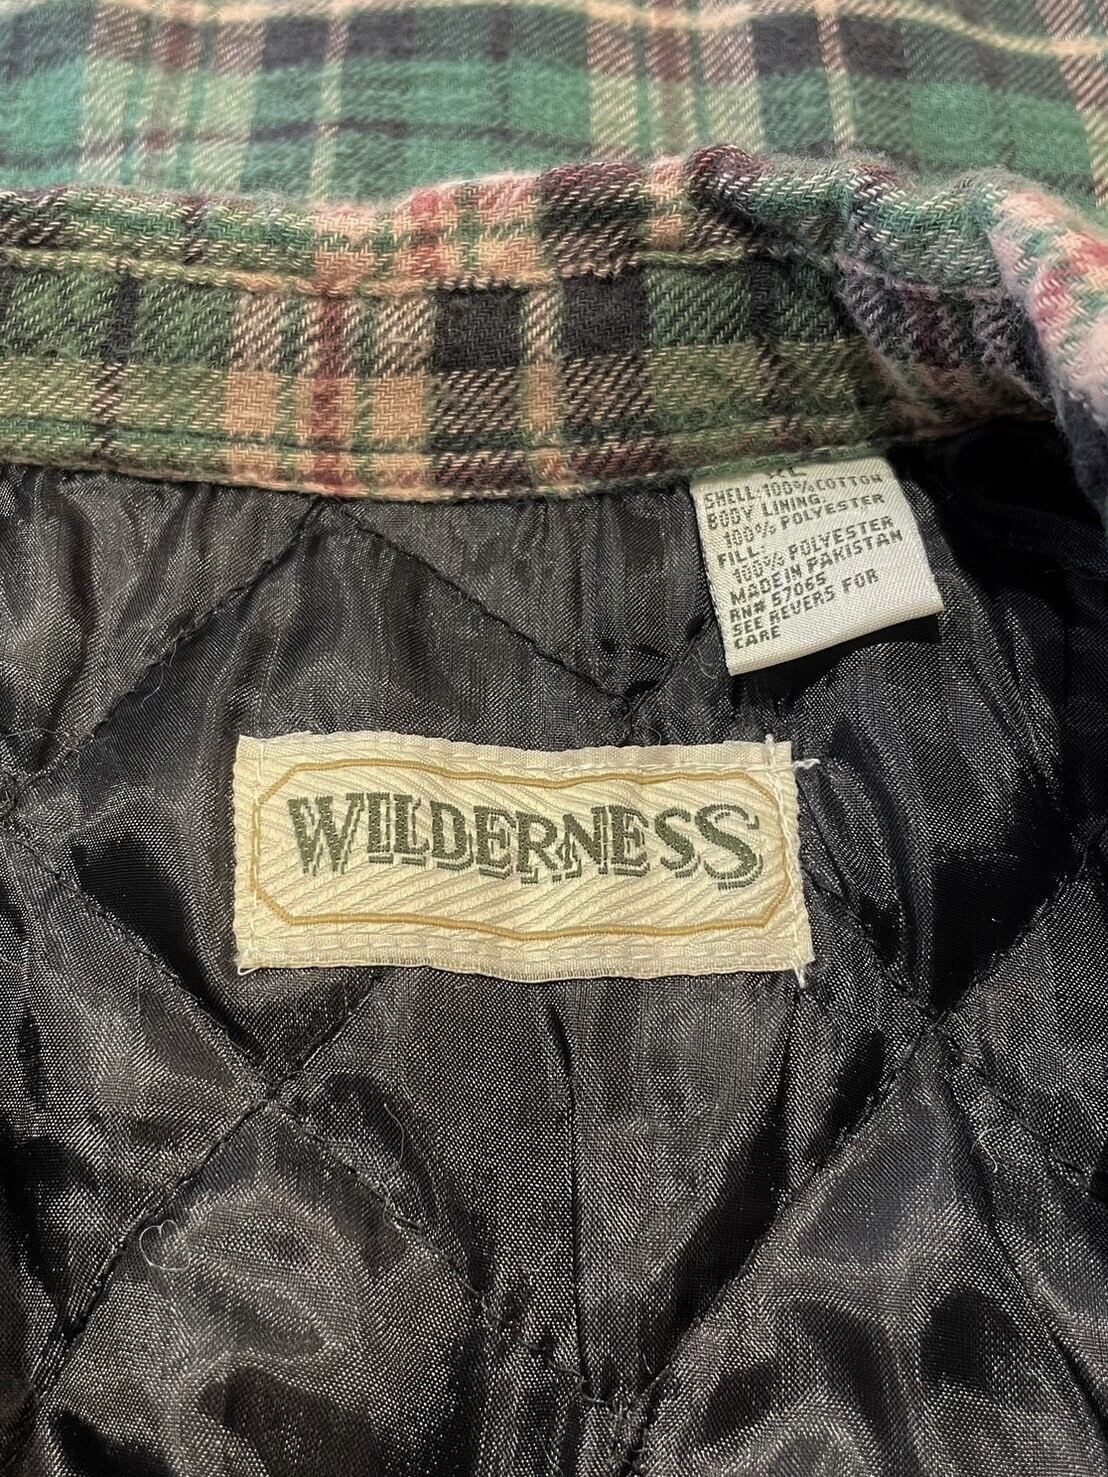 SHELL:100%COTTON
BODY LINING:
100% POLYESTER
FILL:
100% POLYESTER
MADE IN PAKISTAN
RN# 57065
SEE REVERS FOR
CARE
WILDERNESS